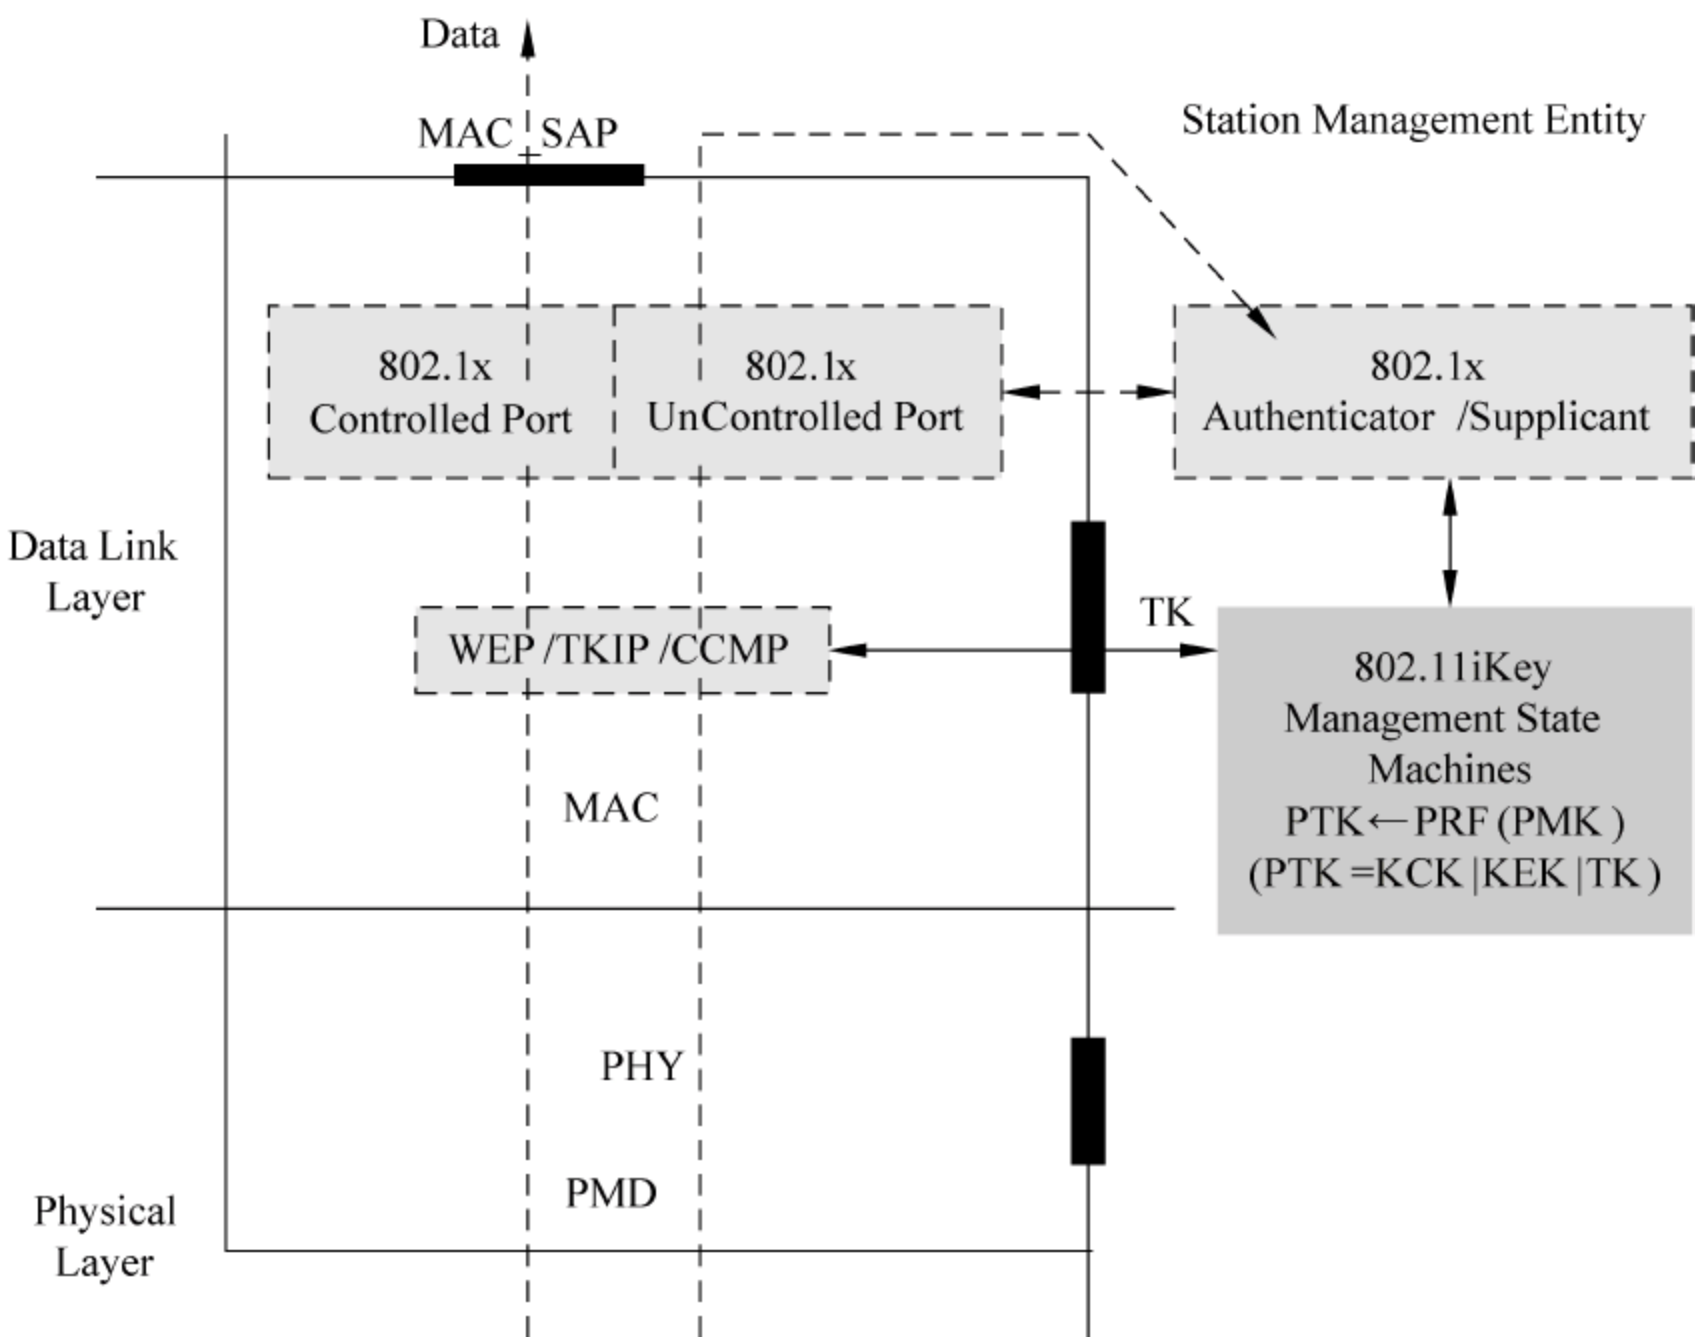 Data
MAC_SAP
Station Management Entity
802.1x
Controlled Port
802.1x
UnControlled Port
802.1x
Authenticator /Supplicant
Data Link
Layer
WEP /TKIP /CCMP
TK
802.11iKey
Management State
Machines
PTK←PRF (PMK )
(PTK =KCK |KEK |TK )
MAC
PHY
PMD
Physical
Layer